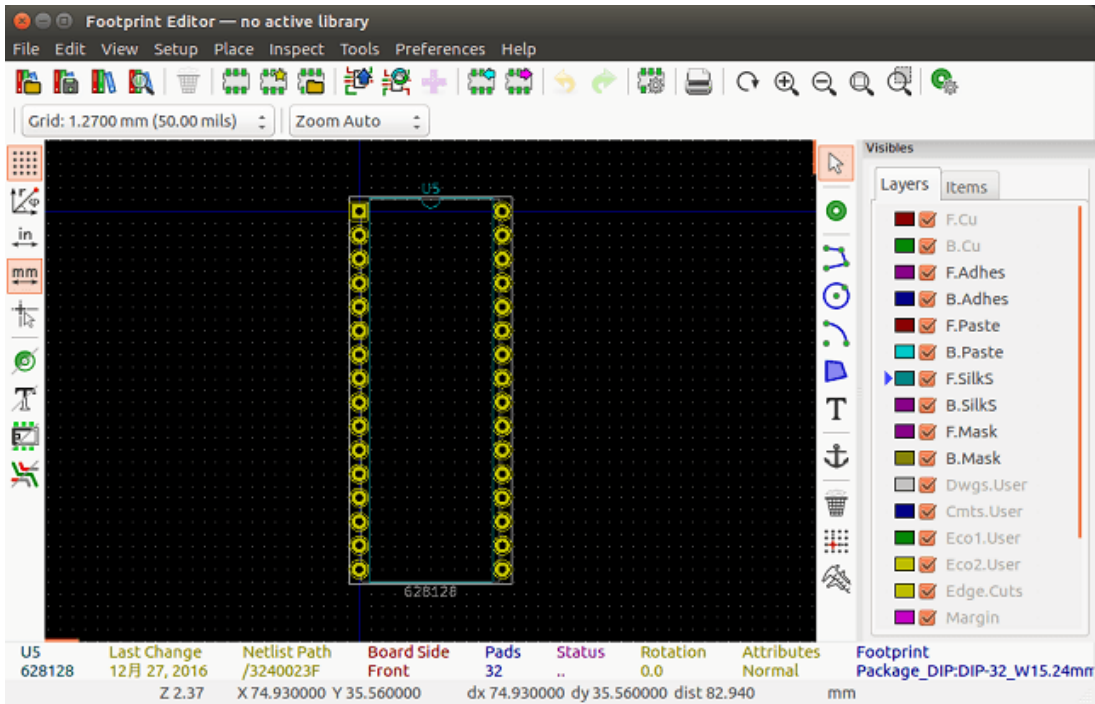 Footprint Editor — no active library
File Edit View Setup Place Inspect Tools Preferences Help
Grid: 1.2700 mm (50.00 mils)
Zoom Auto
in
mm
U5
628128
T
Visibles
Layers
Items
F.Cu
B.Cu
F.Adhes
B.Adhes
F.Paste
B.Paste
F.SilkS
B.SilkS
F.Mask
B.Mask
Dwgs.User
Cmts.User
Eco1.User
Eco2.User
Edge.Cuts
Margin
U5 Last Change Netlist Path Board Side Pads Status Rotation Attributes Footprint
628128 12月 27, 2016 /3240023F Front 32 .. 0.0 Normal Package_DIP:DIP-32_W15.24mm
Z 2.37 X 74.930000 Y 35.560000 dx 74.930000 dy 35.560000 dist 82.940 mm